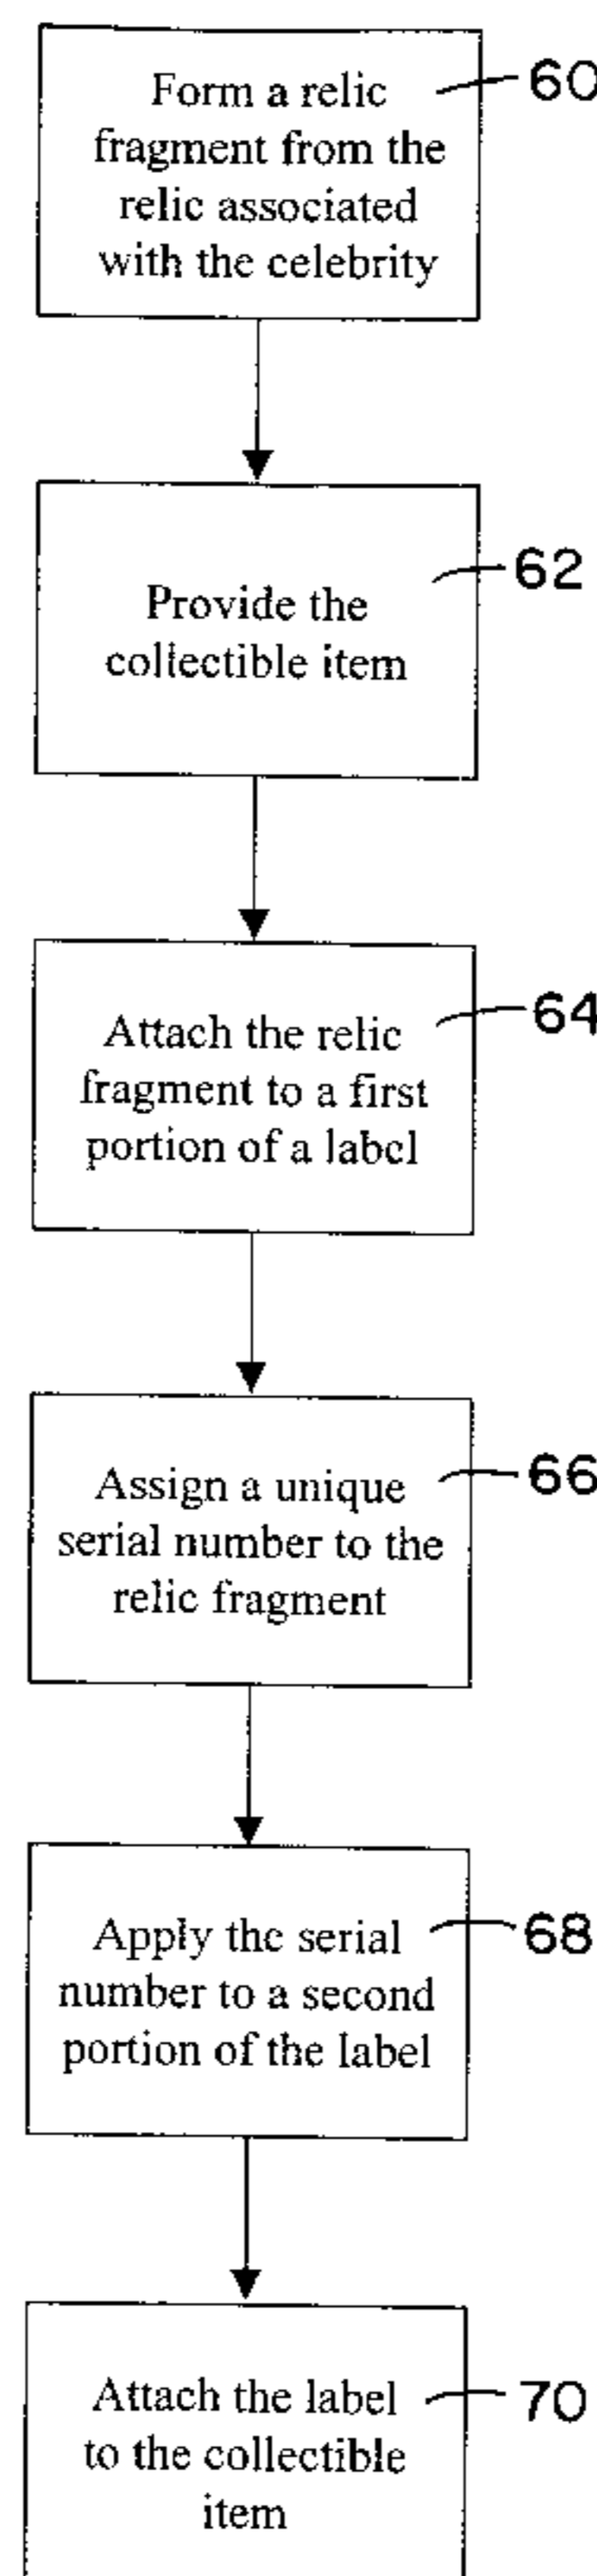 Form a relic 60
fragment from the
relic associated
with the celebrity
Provide the 62
collectible item
Attach the relic 64
fragment to a first
portion of a label
Assign a unique 66
serial number to the
relic fragment
Apply the serial 68
number to a second
portion of the label
Attach the label 70
to the collectible
item